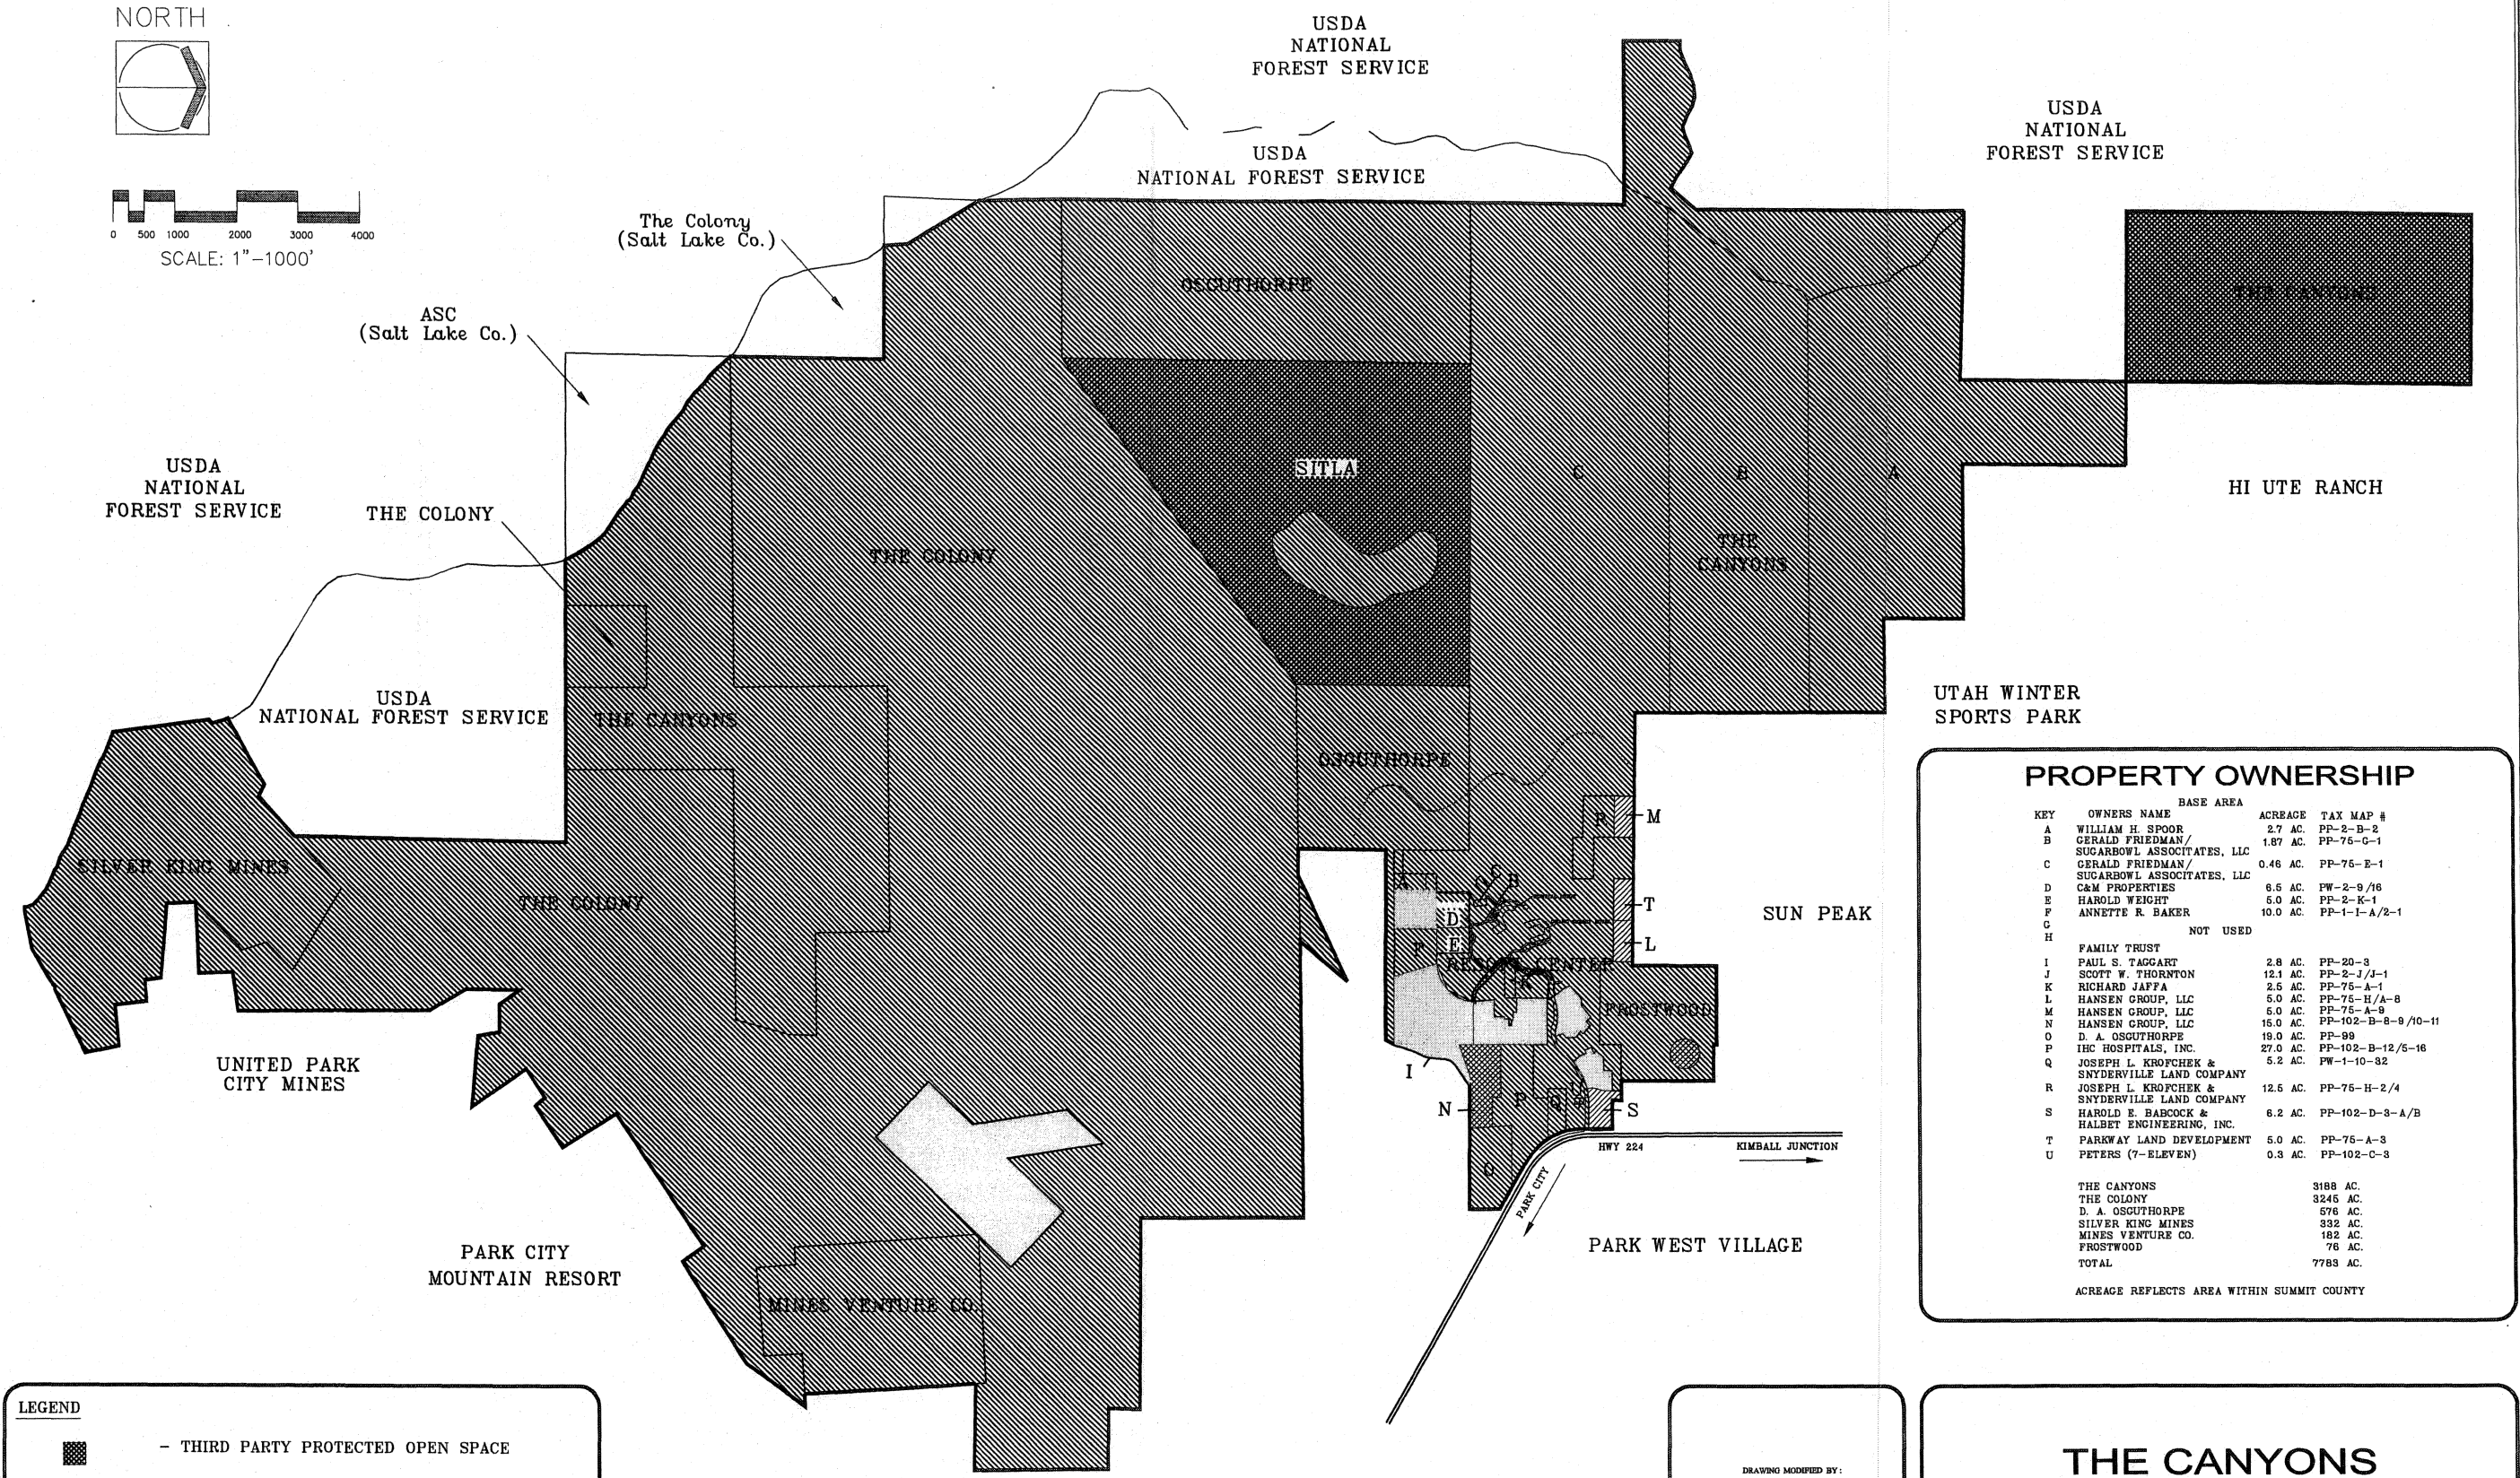 NORTH
0 500 1000 2000 3000 4000
SCALE: 1"-1000'
USDA
NATIONAL
FOREST SERVICE
USDA
NATIONAL FOREST SERVICE
USDA
NATIONAL
FOREST SERVICE
The Colony
(Salt Lake Co.)
ASC
(Salt Lake Co.)
OSGUTHORPE
THE CANYONS
USDA
NATIONAL
FOREST SERVICE
THE COLONY
SITLA
C
B
A
HI UTE RANCH
THE COLONY
THE
CANYONS
USDA
NATIONAL FOREST SERVICE
THE CANYONS
OSGUTHORPE
UTAH WINTER
SPORTS PARK
SILVER KING MINES
THE COLONY
R
M
A
C
B
D
T
SUN PEAK
F
E
L
RESORT CENTER
K
FROSTWOOD
UNITED PARK
CITY MINES
I
N
P
Q
S
O
HWY 224
KIMBALL JUNCTION
PARK CITY
PARK WEST VILLAGE
PARK CITY
MOUNTAIN RESORT
MINES VENTURE CO.
PROPERTY OWNERSHIP
BASE AREA
KEY OWNERS NAME ACREAGE TAX MAP #
A WILLIAM H. SPOOR 2.7 AC. PP-2-B-2
B GERALD FRIEDMAN/ 1.87 AC. PP-75-G-1
SUGARBOWL ASSOCITATES, LLC
C GERALD FRIEDMAN/ 0.46 AC. PP-75-E-1
SUGARBOWL ASSOCITATES, LLC
D C&M PROPERTIES 6.5 AC. PW-2-9/16
E HAROLD WEIGHT 5.0 AC. PP-2-K-1
F ANNETTE R. BAKER 10.0 AC. PP-1-I-A/2-1
G
H NOT USED
FAMILY TRUST
I PAUL S. TAGGART 2.8 AC. PP-20-3
J SCOTT W. THORNTON 12.1 AC. PP-2-J/J-1
K RICHARD JAFFA 2.5 AC. PP-75-A-1
L HANSEN GROUP, LLC 5.0 AC. PP-75-H/A-8
M HANSEN GROUP, LLC 5.0 AC. PP-75-A-9
N HANSEN GROUP, LLC 15.0 AC. PP-102-B-8-9/10-11
O D. A. OSGUTHORPE 19.0 AC. PP-99
P IHC HOSPITALS, INC. 27.0 AC. PP-102-B-12/5-16
Q JOSEPH L. KROFCHEK & 5.2 AC. PW-1-10-32
SNYDERVILLE LAND COMPANY
R JOSEPH L. KROFCHEK & 12.5 AC. PP-75-H-2/4
SNYDERVILLE LAND COMPANY
S HAROLD E. BABCOCK & 6.2 AC. PP-102-D-3-A/B
HALBET ENGINEERING, INC.
T PARKWAY LAND DEVELOPMENT 5.0 AC. PP-75-A-3
U PETERS (7-ELEVEN) 0.3 AC. PP-102-C-3
THE CANYONS 3188 AC.
THE COLONY 3245 AC.
D. A. OSGUTHORPE 576 AC.
SILVER KING MINES 332 AC.
MINES VENTURE CO. 182 AC.
FROSTWOOD 76 AC.
TOTAL 7783 AC.
ACREAGE REFLECTS AREA WITHIN SUMMIT COUNTY
LEGEND
- THIRD PARTY PROTECTED OPEN SPACE
DRAWING MODIFIED BY:
THE CANYONS